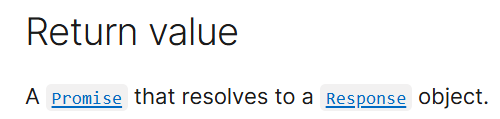 Return value
A Promise that resolves to a Response object.